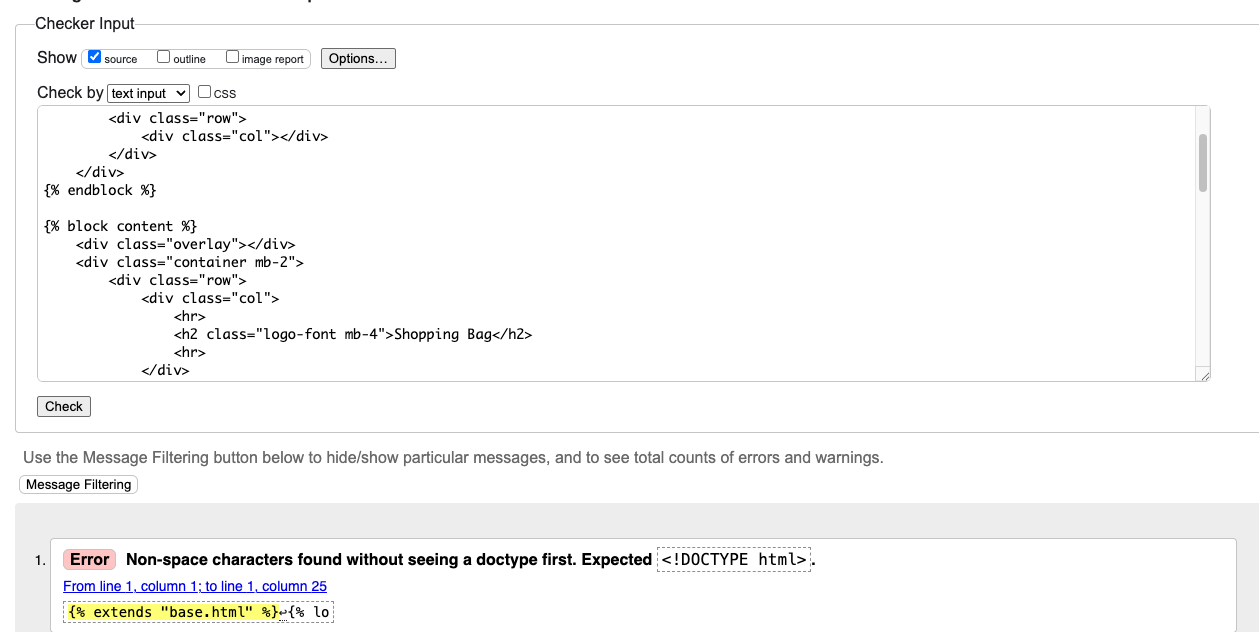 Checker Input
Show source outline image report Options...
Check by text input css
<div class="row">
<div class="col"></div>
</div>
</div>
{% endblock %}
{% block content %}
<div class="overlay"></div>
<div class="container mb-2">
<div class="row">
<div class="col">
<hr>
<h2 class="logo-font mb-4">Shopping Bag</h2>
<hr>
</div>
Check
Use the Message Filtering button below to hide/show particular messages, and to see total counts of errors and warnings.
Message Filtering
1. Error Non-space characters found without seeing a doctype first. Expected <!DOCTYPE html>.
From line 1, column 1; to line 1, column 25
{% extends "base.html" %}↩{% lo